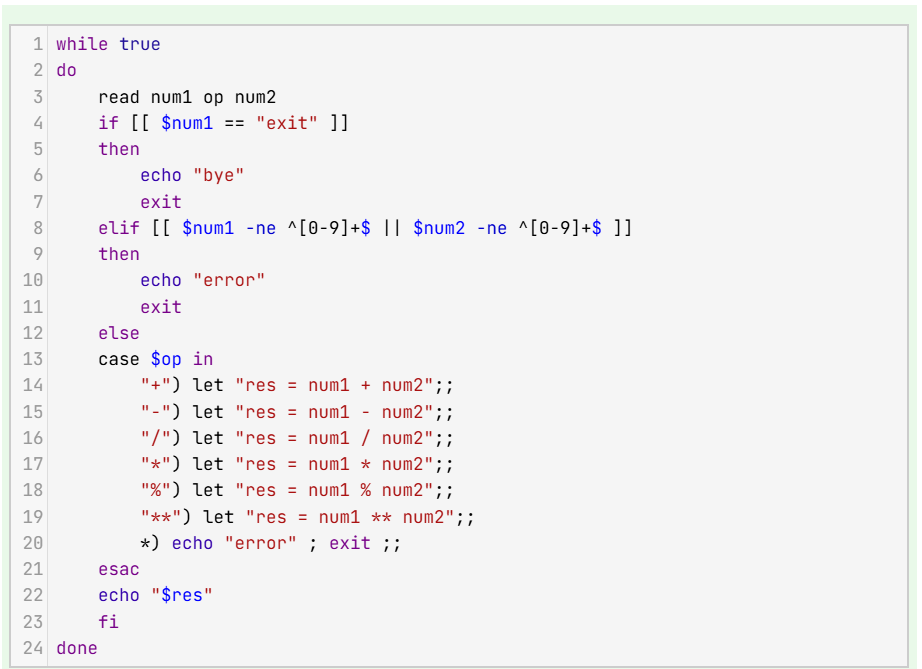 1 while true
2 do
3     read num1 op num2
4     if [[ $num1 == "exit" ]]
5     then
6         echo "bye"
7         exit
8     elif [[ $num1 -ne ^[0-9]+$ || $num2 -ne ^[0-9]+$ ]]
9     then
10         echo "error"
11         exit
12     else
13     case $op in
14         "+") let "res = num1 + num2";;
15         "-") let "res = num1 - num2";;
16         "/") let "res = num1 / num2";;
17         "*") let "res = num1 * num2";;
18         "%") let "res = num1 % num2";;
19         "**") let "res = num1 ** num2";;
20         *) echo "error" ; exit ;;
21     esac
22     echo "$res"
23     fi
24 done